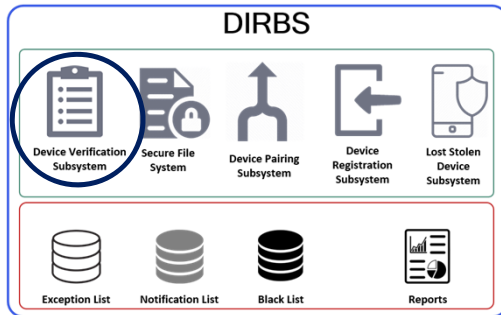 DIRBS
Device Verification
Subsystem
Secure File
System
Device Pairing
Subsystem
Device
Registration
Subsystem
Lost Stolen
Device
Subsystem
Exception List
Notification List
Black List
Reports